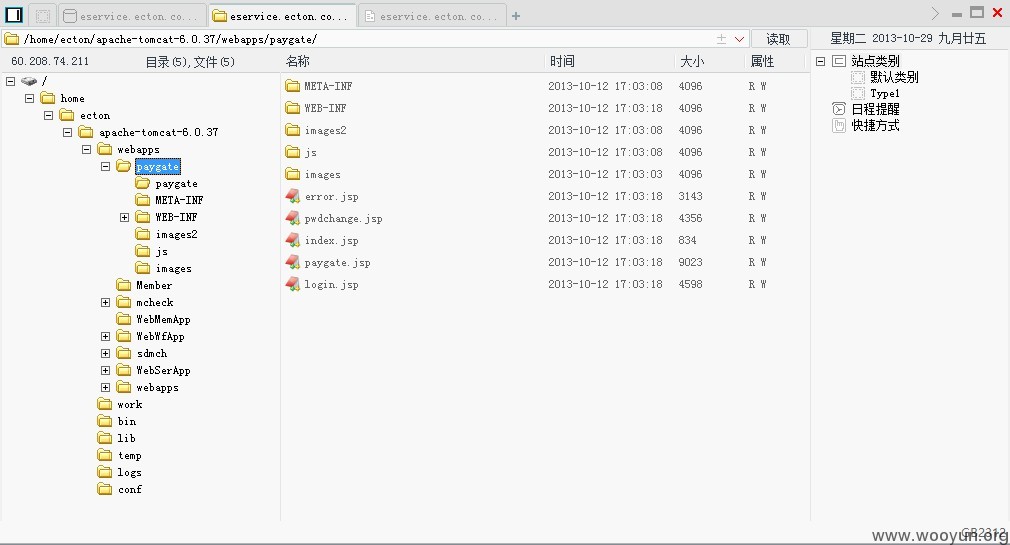 eservice.ecton.co...
eservice.ecton.co...
eservice.ecton.co...
/home/ecton/apache-tomcat-6.0.37/webapps/paygate/
读取
星期二 2013-10-29 九月廿五
60.208.74.211
目录(5),文件(5)
名称 时间 大小 属性
/
home
ecton
apache-tomcat-6.0.37
webapps
paygate
paygate
META-INF
WEB-INF
images2
js
images
Member
mcheck
WebMemApp
WebWfApp
sdmch
WebSerApp
webapps
work
bin
lib
temp
logs
conf
META-INF 2013-10-12 17:03:08 4096 R W
WEB-INF 2013-10-12 17:03:18 4096 R W
images2 2013-10-12 17:03:08 4096 R W
js 2013-10-12 17:03:08 4096 R W
images 2013-10-12 17:03:03 4096 R W
error.jsp 2013-10-12 17:03:18 3143 R W
pwdchange.jsp 2013-10-12 17:03:18 4356 R W
index.jsp 2013-10-12 17:03:18 834 R W
paygate.jsp 2013-10-12 17:03:18 9023 R W
login.jsp 2013-10-12 17:03:18 4598 R W
站点类别
默认类别
Type1
日程提醒
快捷方式
GB2312
www.wooyun.org